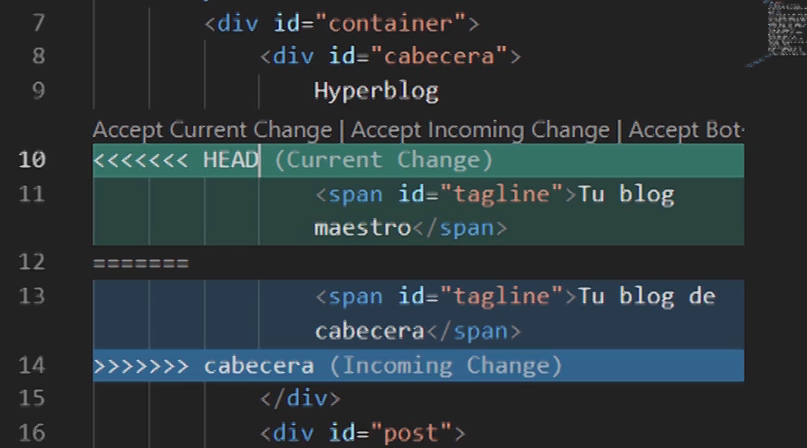 7 <div id="container">
8 <div id="cabecera">
9 Hyperblog
Accept Current Change | Accept Incoming Change | Accept Bot
10 <<<<<<< HEAD (Current Change)
11 <span id="tagline">Tu blog
maestro</span>
12 =======
13 <span id="tagline">Tu blog de
cabecera</span>
14 >>>>>>> cabecera (Incoming Change)
15 </div>
16 <div id="post">